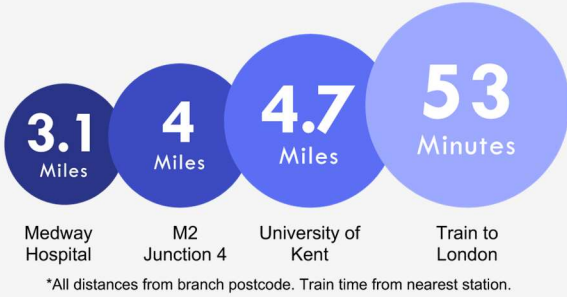 3.1
Miles
4
Miles
4.7
Miles
53
Minutes
Medway
Hospital
M2
Junction 4
University of
Kent
Train to
London
*All distances from branch postcode. Train time from nearest station.